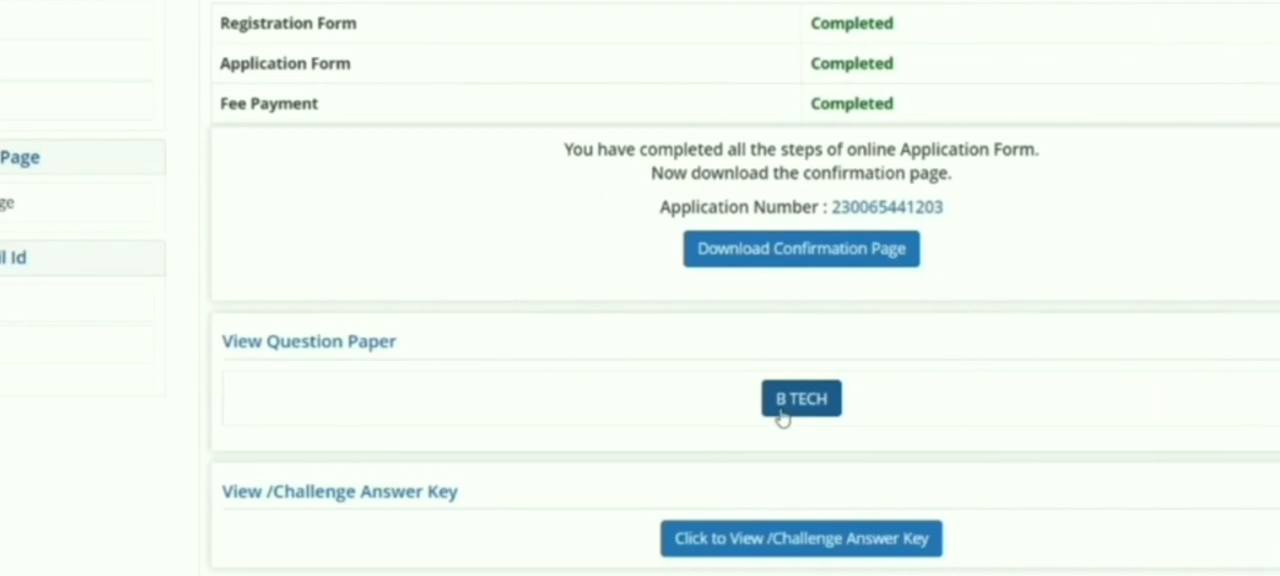 Registration Form Completed
Application Form Completed
Fee Payment Completed
You have completed all the steps of online Application Form.
Page
Now download the confirmation page.
ge
Application Number : 230065441203
Download Confirmation Page
l Id
View Question Paper
B TECH
View /Challenge Answer Key
Click to View /Challenge Answer Key